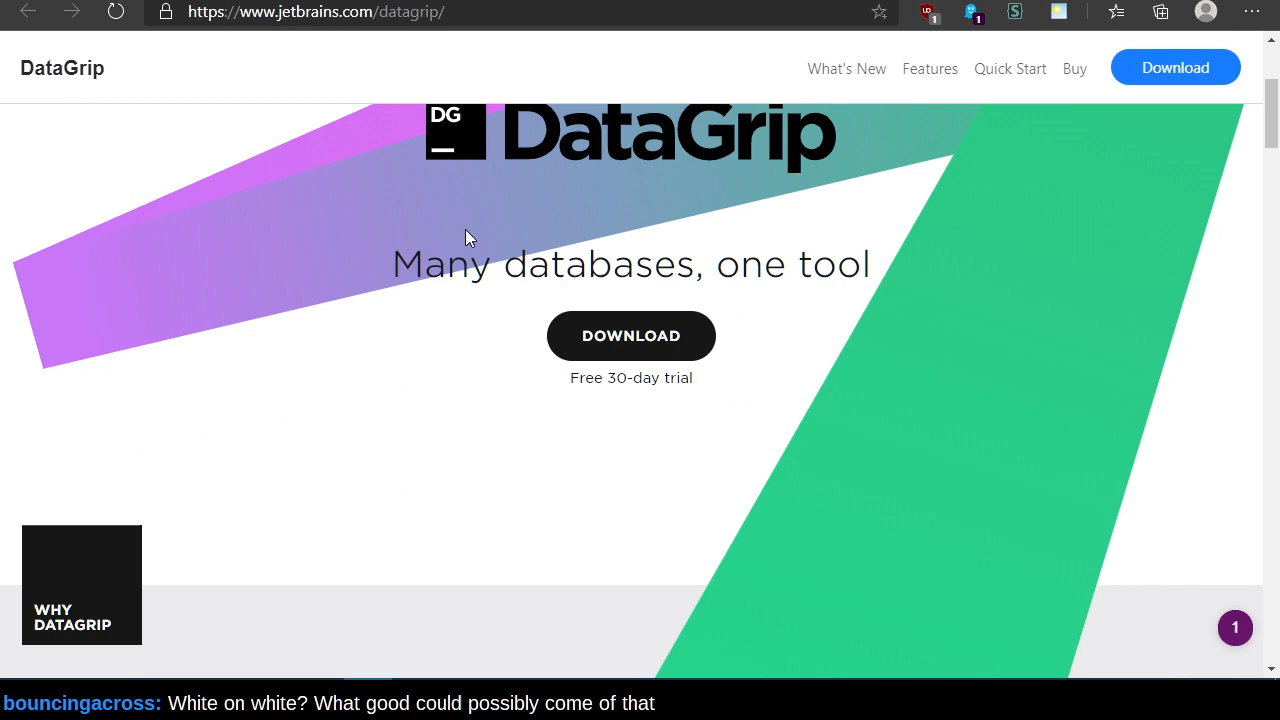 https://www.jetbrains.com/datagrip/
1
1
DataGrip
What's New
Features
Quick Start
Buy
Download
DG
DataGrip
Many databases, one tool
DOWNLOAD
Free 30-day trial
WHY
DATAGRIP
1
bouncingacross: White on white? What good could possibly come of that